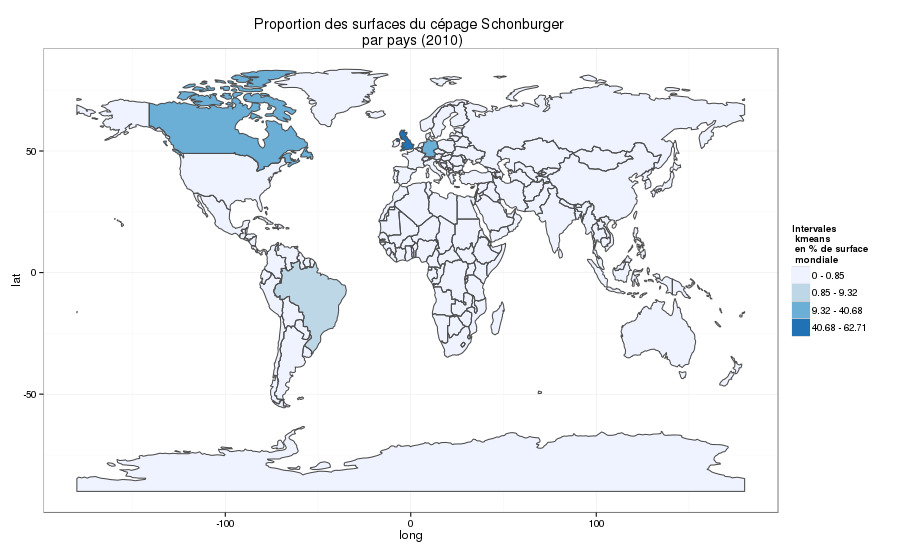 Proportion des surfaces du cépage Schonburger
par pays (2010)
50
0
-50
lat
-100
0
100
long
Intervales
kmeans
en % de surface
mondiale
0 - 0.85
0.85 - 9.32
9.32 - 40.68
40.68 - 62.71